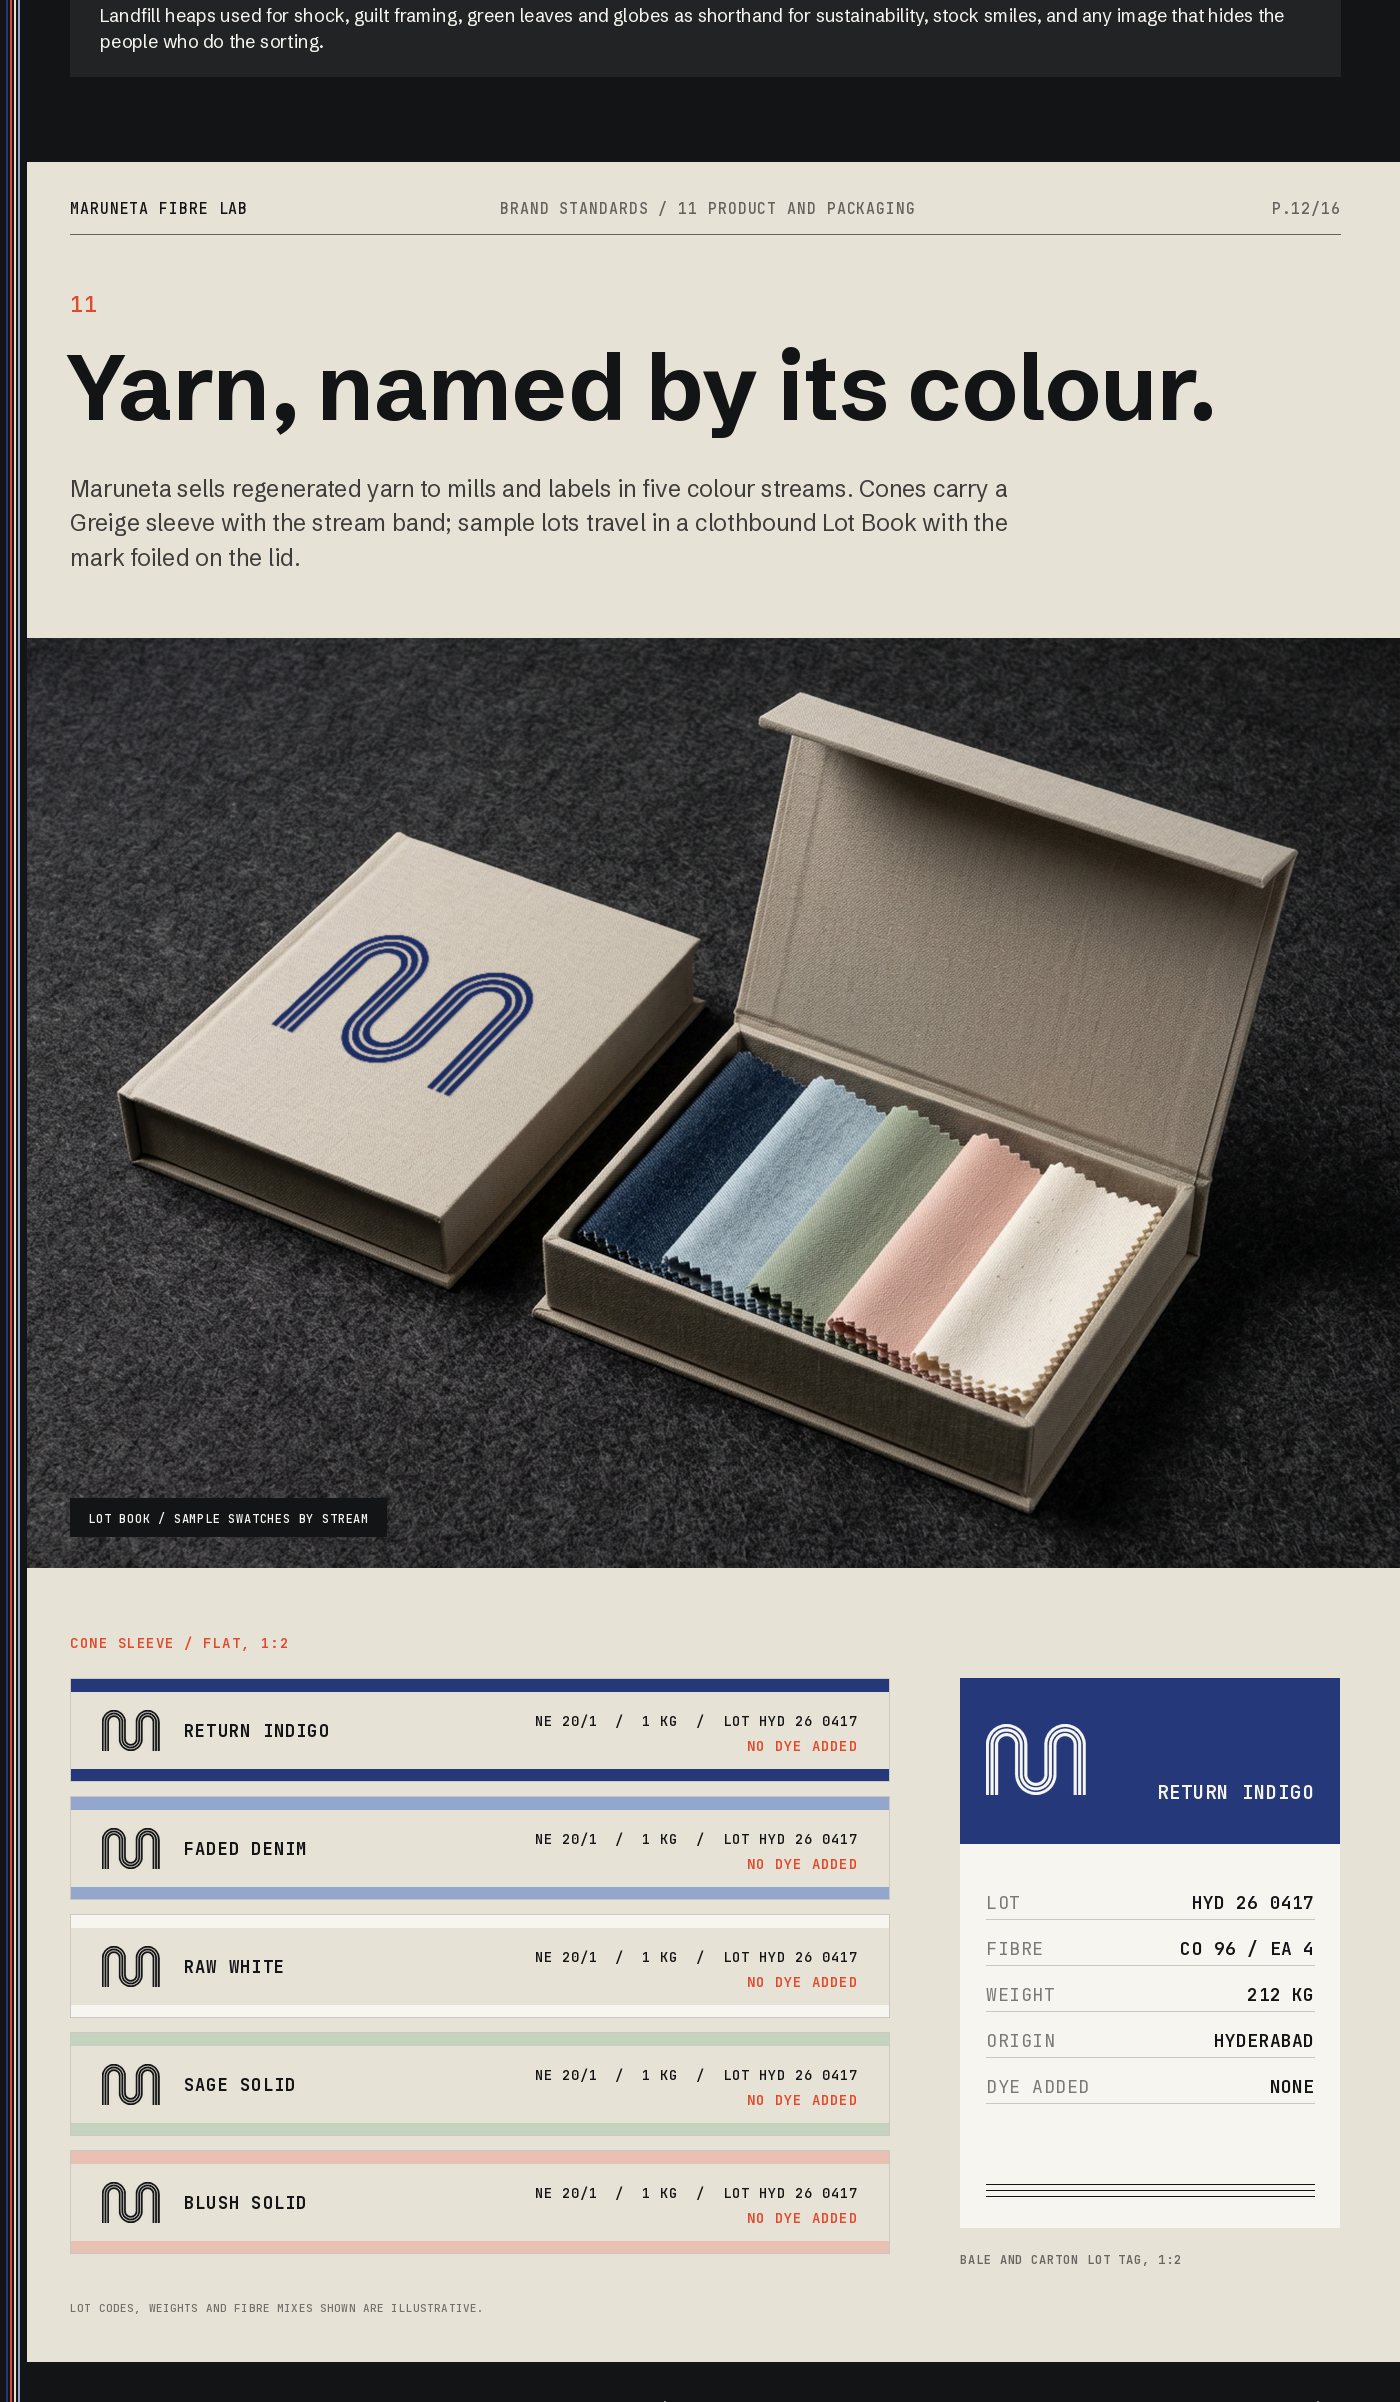 Landfill heaps used for shock, guilt framing, green leaves and globes as shorthand for sustainability, stock smiles, and any image that hides the
people who do the sorting.
MARUNETA FIBRE LAB
BRAND STANDARDS / 11 PRODUCT AND PACKAGING
P.12/16
11
Yarn, named by its colour.
Maruneta sells regenerated yarn to mills and labels in five colour streams. Cones carry a
Greige sleeve with the stream band; sample lots travel in a clothbound Lot Book with the
mark foiled on the lid.
LOT BOOK / SAMPLE SWATCHES BY STREAM
CONE SLEEVE / FLAT, 1:2
RETURN INDIGO
NE 20/1 / 1 KG / LOT HYD 26 0417
NO DYE ADDED
FADED DENIM
NE 20/1 / 1 KG / LOT HYD 26 0417
NO DYE ADDED
RAW WHITE
NE 20/1 / 1 KG / LOT HYD 26 0417
NO DYE ADDED
SAGE SOLID
NE 20/1 / 1 KG / LOT HYD 26 0417
NO DYE ADDED
BLUSH SOLID
NE 20/1 / 1 KG / LOT HYD 26 0417
NO DYE ADDED
RETURN INDIGO
LOT HYD 26 0417
FIBRE CO 96 / EA 4
WEIGHT 212 KG
ORIGIN HYDERABAD
DYE ADDED NONE
BALE AND CARTON LOT TAG, 1:2
LOT CODES, WEIGHTS AND FIBRE MIXES SHOWN ARE ILLUSTRATIVE.